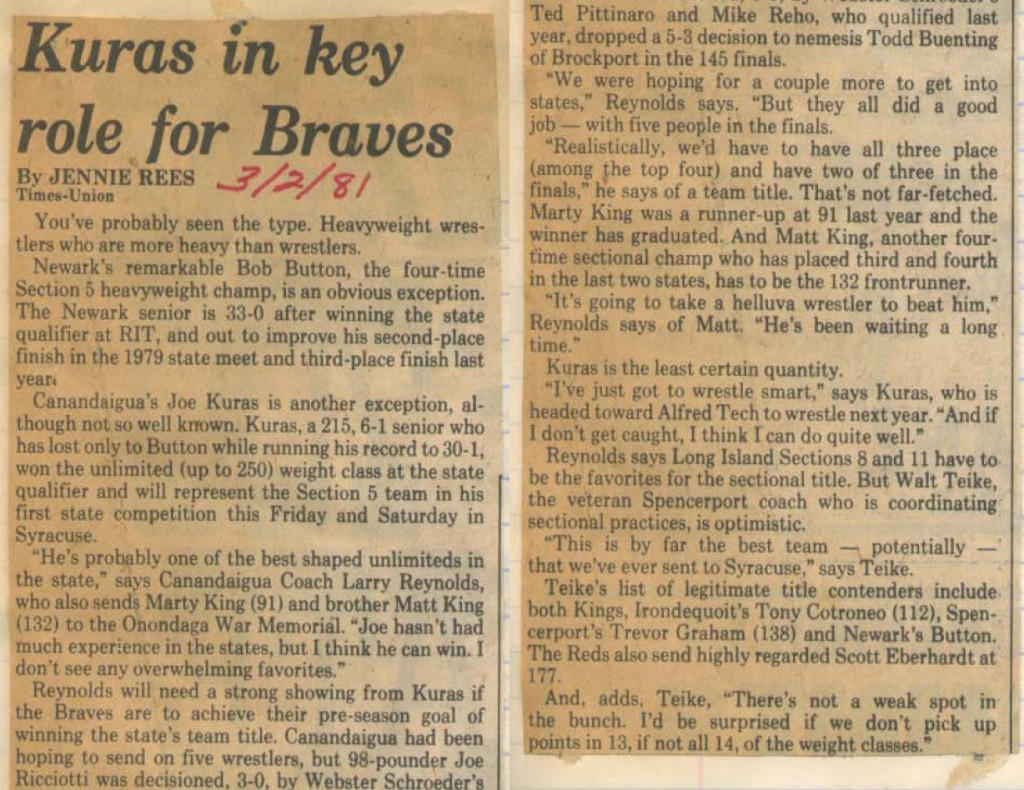 Kuras in key
role for Braves
By JENNIE REES
3/2/81
Times-Union
You've probably seen the type. Heavyweight wres-
tlers who are more heavy than wrestlers.
Newark's remarkable Bob Button, the four-time
Section 5 heavyweight champ, is an obvious exception.
The Newark senior is 33-0 after winning the state
qualifier at RIT, and out to improve his second-place
finish in the 1979 state meet and third-place finish last
year.
Canandaigua's Joe Kuras is another exception, al-
though not so well known. Kuras, a 215, 6-1 senior who
has lost only to Button while running his record to 30-1,
won the unlimited (up to 250) weight class at the state
qualifier and will represent the Section 5 team in his
first state competition this Friday and Saturday in
Syracuse.
"He's probably one of the best shaped unlimiteds in
the state," says Canandaigua Coach Larry Reynolds,
who also sends Marty King (91) and brother Matt King
(132) to the Onondaga War Memorial. "Joe hasn't had
much experience in the states, but I think he can win. I
don't see any overwhelming favorites."
Reynolds will need a strong showing from Kuras if
the Braves are to achieve their pre-season goal of
winning the state's team title. Canandaigua had been
hoping to send on five wrestlers, but 98-pounder Joe
Ricciotti was decisioned, 3-0, by Webster Schroeder's
Ted Pittinaro and Mike Reho, who qualified last
year, dropped a 5-3 decision to nemesis Todd Buenting
of Brockport in the 145 finals.
"We were hoping for a couple more to get into
states," Reynolds says. "But they all did a good
job — with five people in the finals.
"Realistically, we'd have to have all three place
(among the top four) and have two of three in the
finals," he says of a team title. That's not far-fetched.
Marty King was a runner-up at 91 last year and the
winner has graduated. And Matt King, another four-
time sectional champ who has placed third and fourth
in the last two states, has to be the 132 frontrunner.
"It's going to take a helluva wrestler to beat him,"
Reynolds says of Matt. "He's been waiting a long
time."
Kuras is the least certain quantity.
"I've just got to wrestle smart," says Kuras, who is
headed toward Alfred Tech to wrestle next year. "And if
I don't get caught, I think I can do quite well."
Reynolds says Long Island Sections 8 and 11 have to
be the favorites for the sectional title. But Walt Teike,
the veteran Spencerport coach who is coordinating
sectional practices, is optimistic.
"This is by far the best team — potentially —
that we've ever sent to Syracuse," says Teike.
Teike's list of legitimate title contenders include
both Kings, Irondequoit's Tony Cotroneo (112), Spen-
cerport's Trevor Graham (138) and Newark's Button.
The Reds also send highly regarded Scott Eberhardt at
177.
And, adds, Teike, "There's not a weak spot in
the bunch. I'd be surprised if we don't pick up
points in 13, if not all 14, of the weight classes."